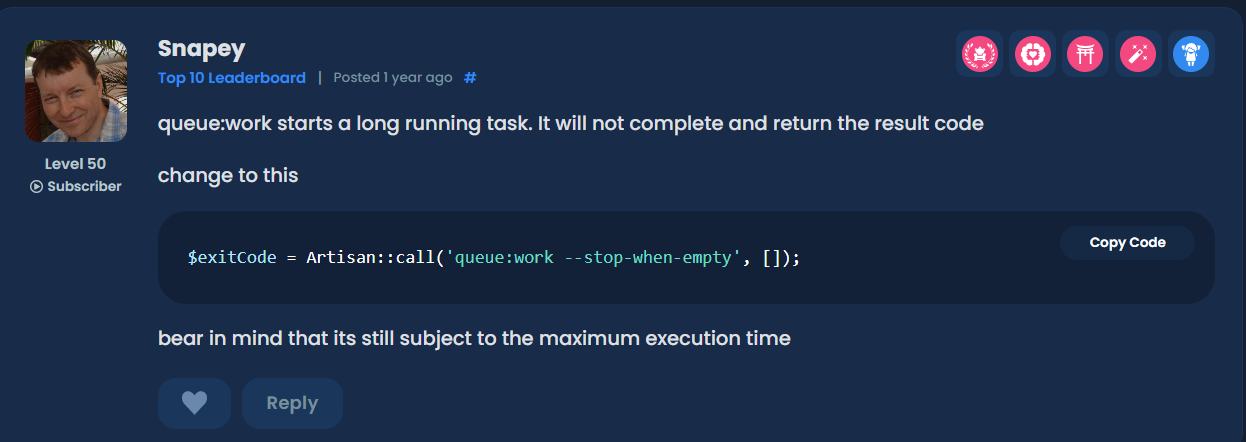 Snapey
Top 10 Leaderboard | Posted 1 year ago #
queue:work starts a long running task. It will not complete and return the result code
Level 50
Subscriber
change to this
Copy Code
$exitCode = Artisan::call('queue:work --stop-when-empty', []);
bear in mind that its still subject to the maximum execution time
Reply